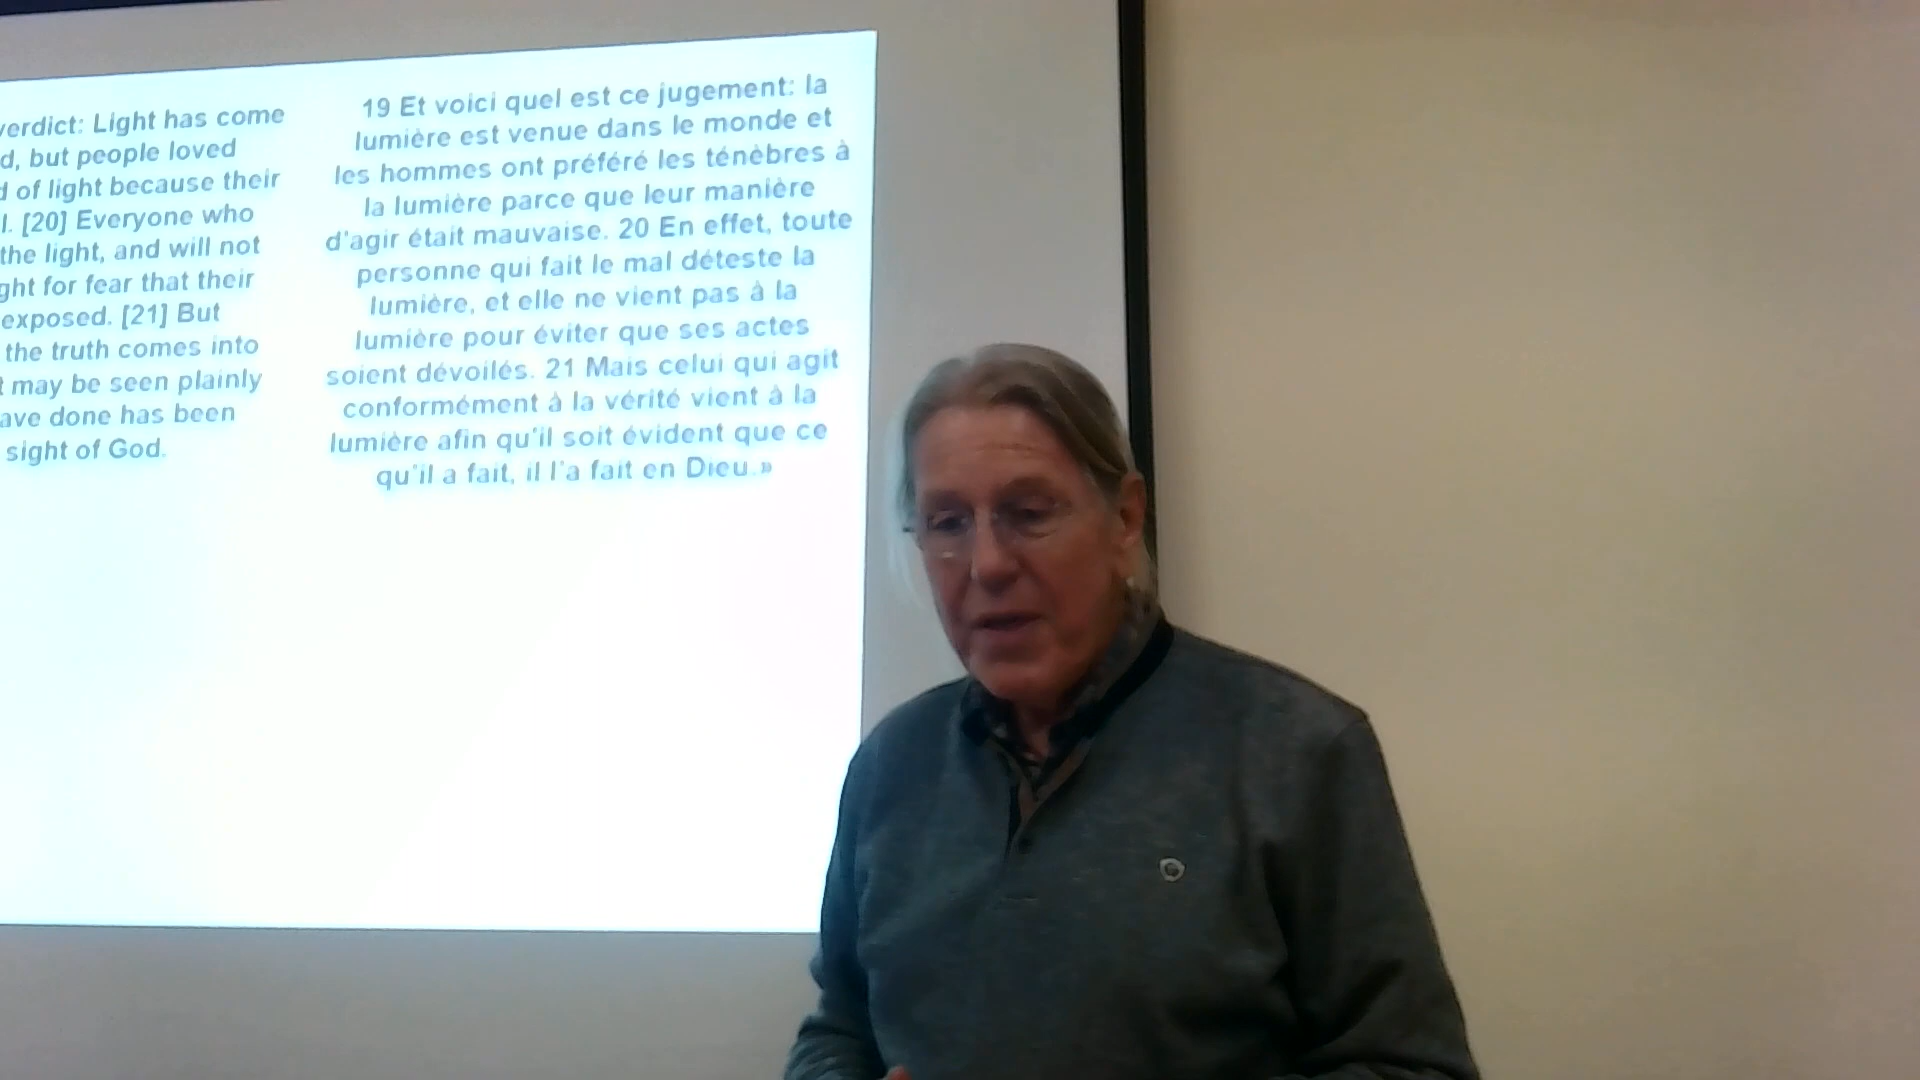 verdict: Light has come
d, but people loved
d of light because their
l. [20] Everyone who
the light, and will not
ght for fear that their
exposed. [21] But
the truth comes into
t may be seen plainly
ave done has been
sight of God.
19 Et voici quel est ce jugement: la
lumière est venue dans le monde et
les hommes ont préféré les ténèbres à
la lumière parce que leur manière
d'agir était mauvaise. 20 En effet, toute
personne qui fait le mal déteste la
lumière, et elle ne vient pas à la
lumière pour éviter que ses actes
soient dévoilés. 21 Mais celui qui agit
conformément à la vérité vient à la
lumière afin qu'il soit évident que ce
qu'il a fait, il l'a fait en Dieu.»